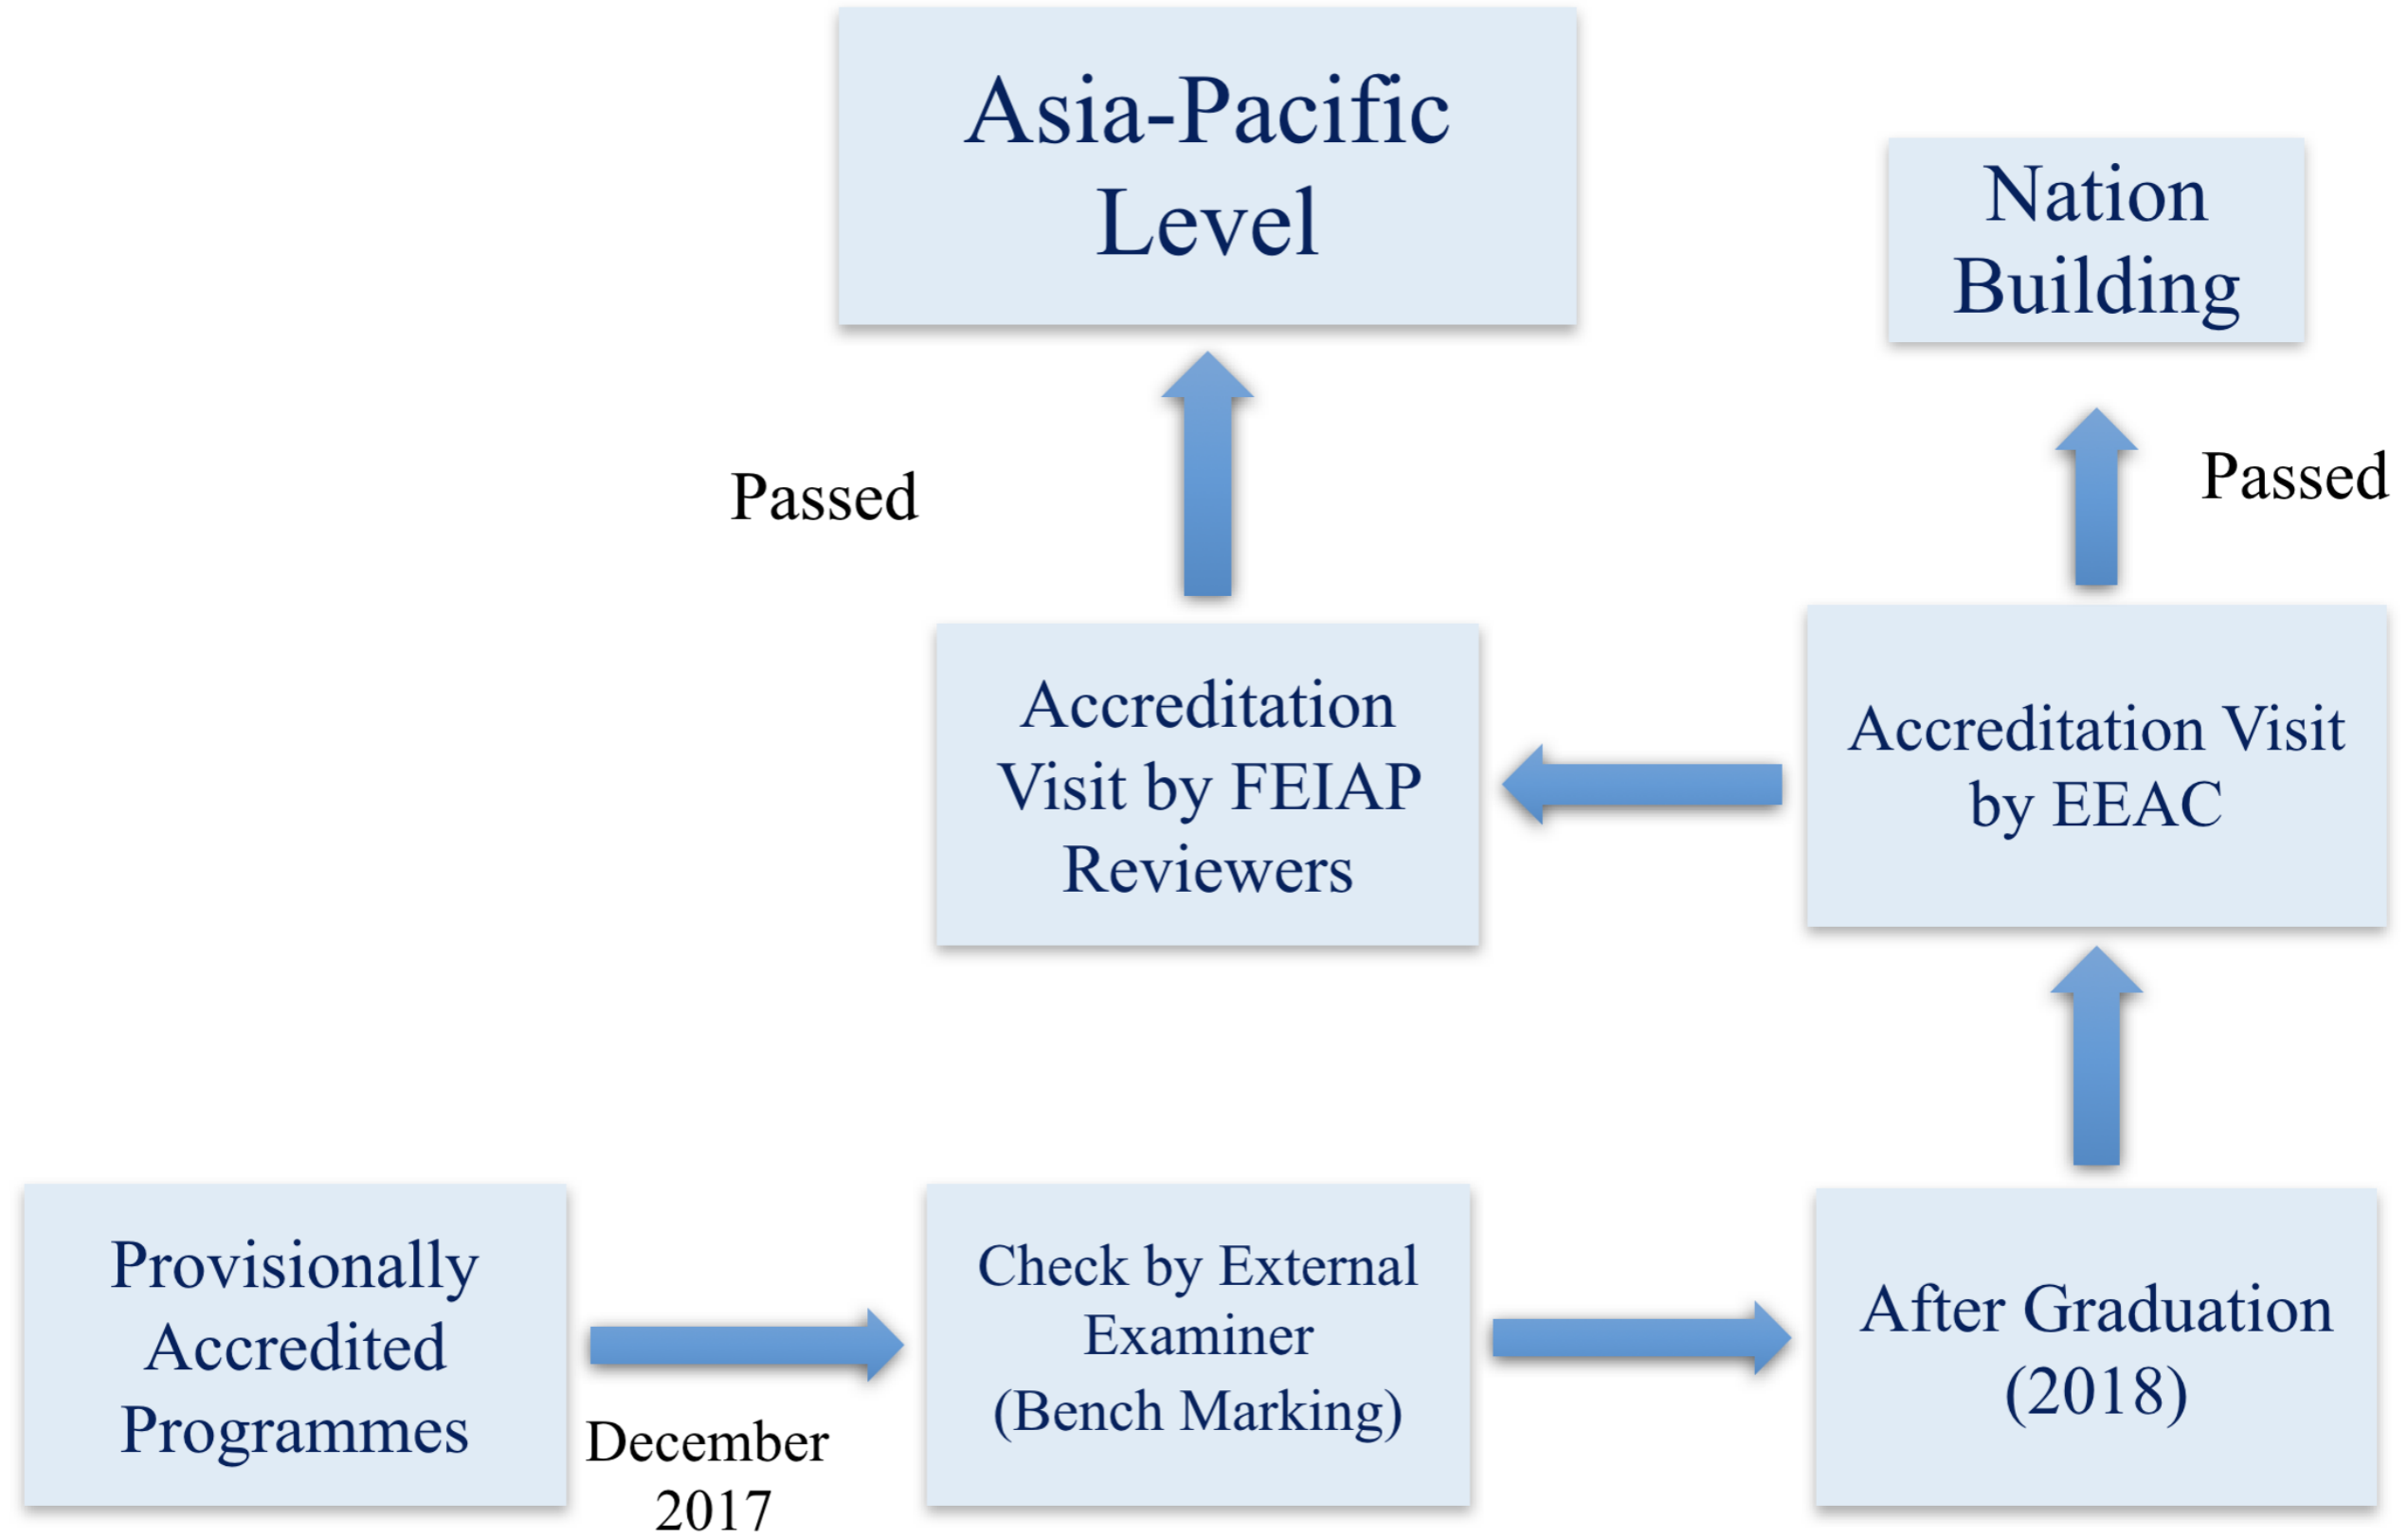 Asia-Pacific
Level
Nation
Building
Passed
Passed
Accreditation
Visit by FEIAP
Reviewers
Accreditation Visit
by EEAC
Provisionally
Accredited
Programmes
December
2017
Check by External
Examiner
(Bench Marking)
After Graduation
(2018)